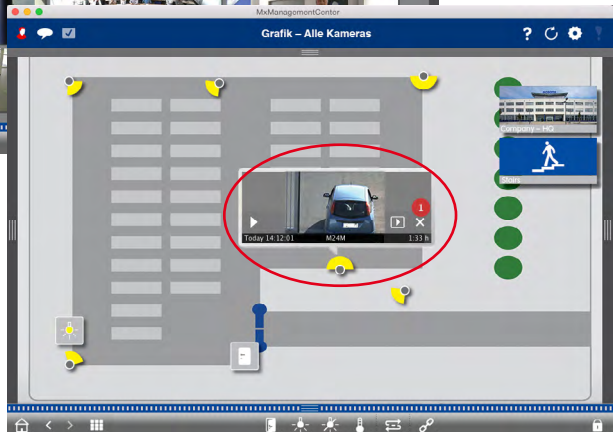 MxManagementCenter
Grafik – Alle Kameras
?
Company – HQ
Stairs
1
Today 14:12:01 M24M 1:33 h